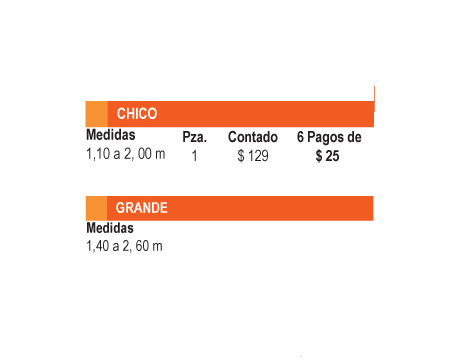 CHICO
Medidas Pza. Contado 6 Pagos de
1,10 a 2, 00 m 1 $ 129 $ 25
GRANDE
Medidas
1,40 a 2, 60 m